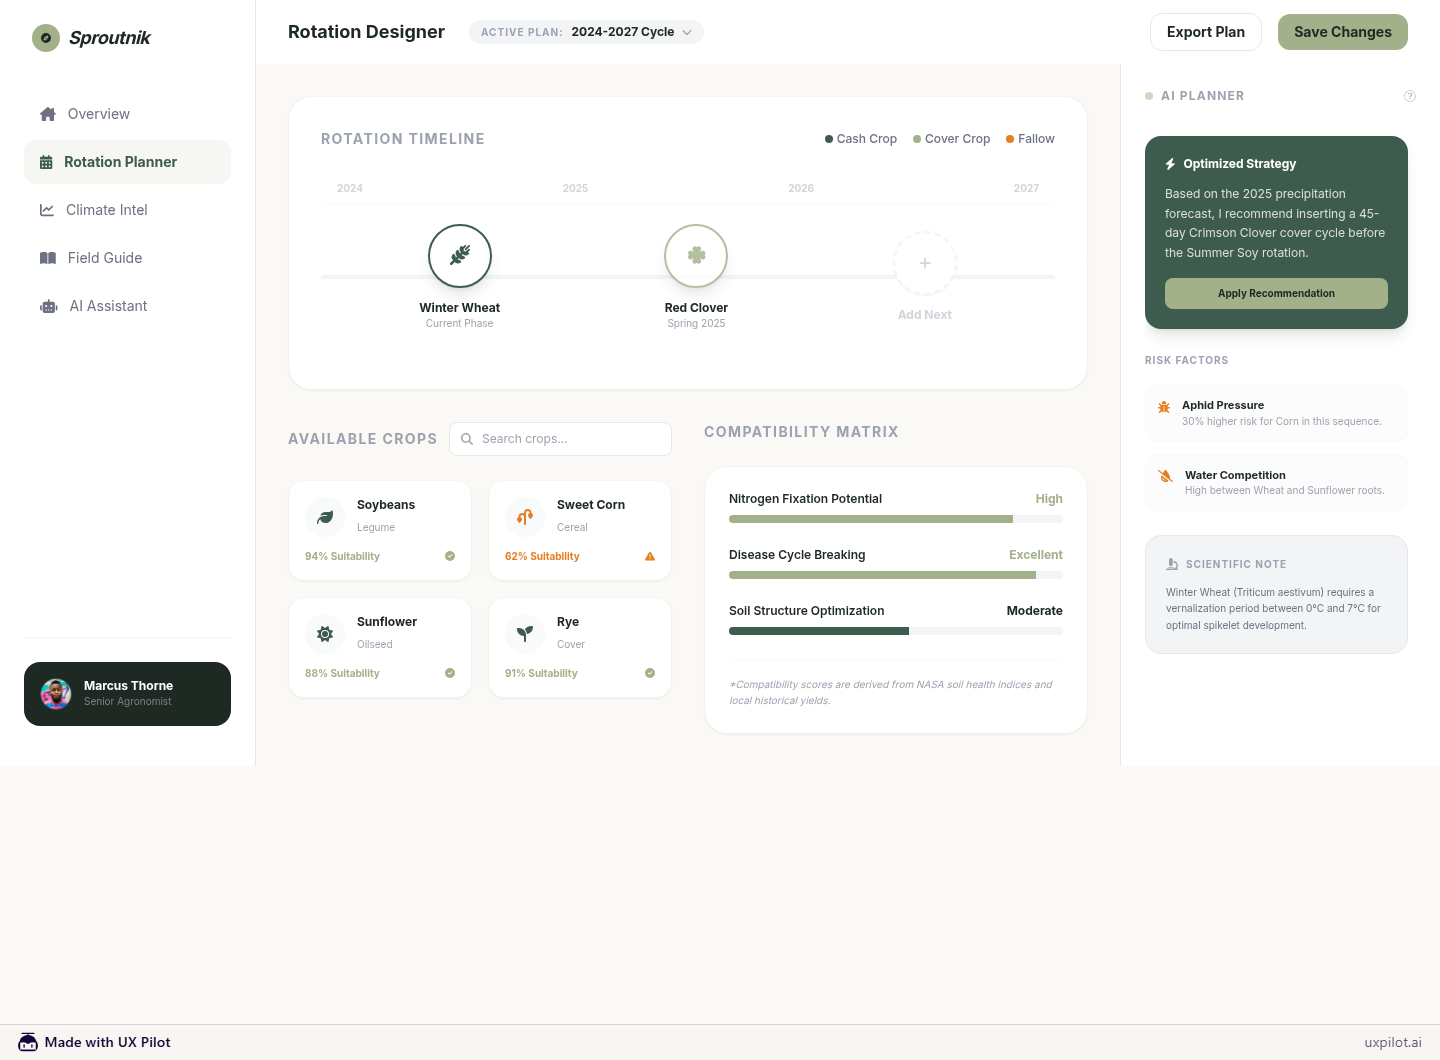 Sproutnik
Overview
Rotation Planner
Climate Intel
Field Guide
AI Assistant
Marcus Thorne
Senior Agronomist
Rotation Designer
ACTIVE PLAN: 2024-2027 Cycle
Export Plan
Save Changes
ROTATION TIMELINE
Cash Crop
Cover Crop
Fallow
2024
2025
2026
2027
Winter Wheat
Current Phase
Red Clover
Spring 2025
Add Next
AVAILABLE CROPS
Search crops...
Soybeans
Legume
94% Suitability
Sweet Corn
Cereal
62% Suitability
Sunflower
Oilseed
88% Suitability
Rye
Cover
91% Suitability
COMPATIBILITY MATRIX
Nitrogen Fixation Potential
High
Disease Cycle Breaking
Excellent
Soil Structure Optimization
Moderate
*Compatibility scores are derived from NASA soil health indices and
local historical yields.
AI PLANNER
Optimized Strategy
Based on the 2025 precipitation
forecast, I recommend inserting a 45-
day Crimson Clover cover cycle before
the Summer Soy rotation.
Apply Recommendation
RISK FACTORS
Aphid Pressure
30% higher risk for Corn in this sequence.
Water Competition
High between Wheat and Sunflower roots.
SCIENTIFIC NOTE
Winter Wheat (Triticum aestivum) requires a
vernalization period between 0°C and 7°C for
optimal spikelet development.
Made with UX Pilot
uxpilot.ai